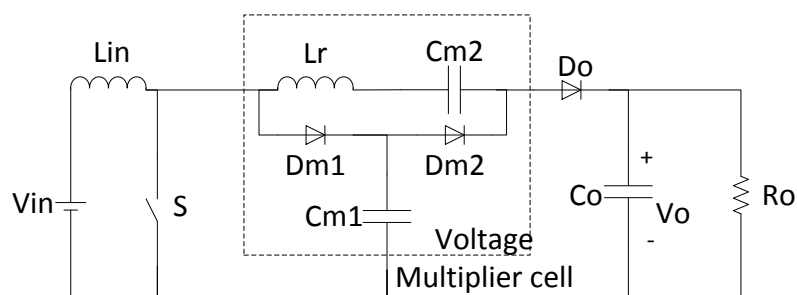 Lin
Lr
Cm2
Do
Dm1
Dm2
Vin
S
Cm1
+
Co
Vo
-
Ro
Voltage
Multiplier cell